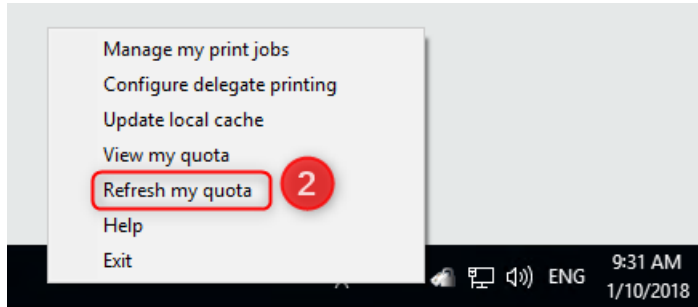 Manage my print jobs
Configure delegate printing
Update local cache
View my quota
Refresh my quota
2
Help
Exit
ENG
9:31 AM
1/10/2018